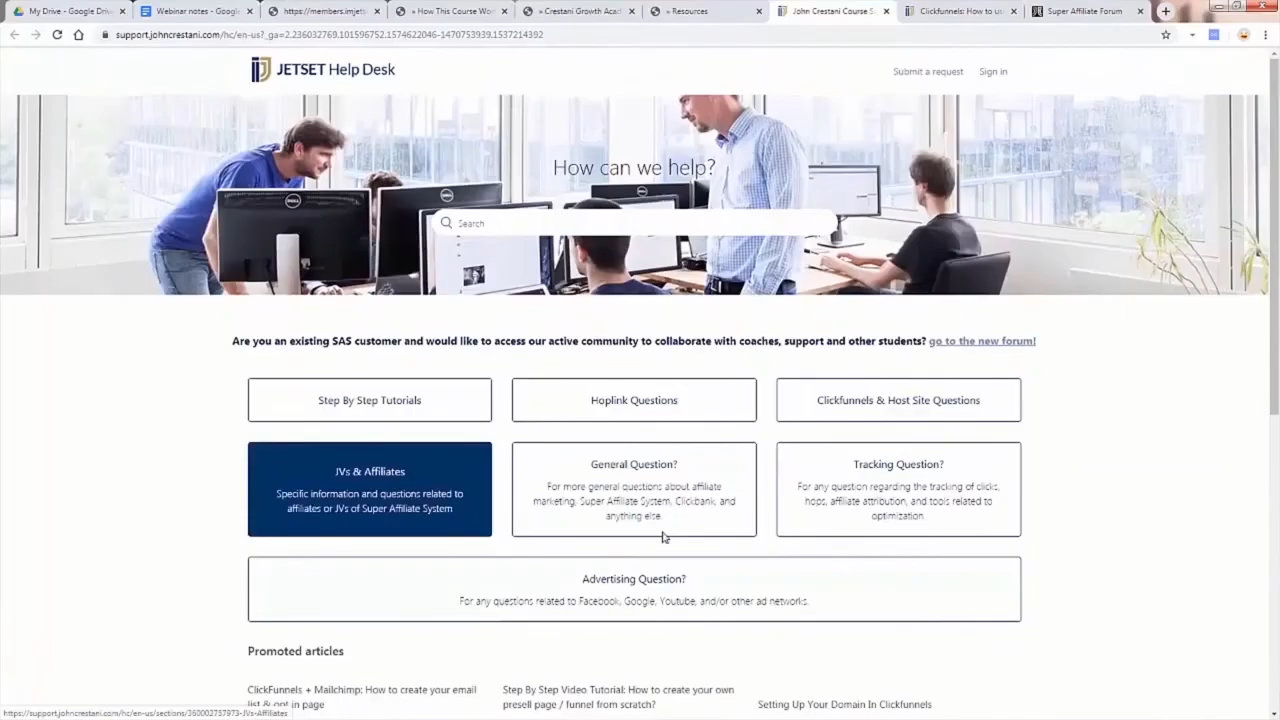 My Drive - Google Driv
Webinar notes - Googl
https://members.imjets
» How This Course Wor
» Crestani Growth Aca
» Resources
John Crestani Course S
Clickfunnels: How to u
Super Affiliate Forum
support.johncrestani.com/hc/en-us?_ga=2.236032769.101596752.1574622046-1470753939.1537214392
JETSET Help Desk
Submit a request
Sign in
How can we help?
Search
Are you an existing SAS customer and would like to access our active community to collaborate with coaches, support and other students? go to the new forum!
Step By Step Tutorials
Hoplink Questions
Clickfunnels & Host Site Questions
JVs & Affiliates
Specific information and questions related to
affiliates or JVs of Super Affiliate System
General Question?
For more general questions about affiliate
marketing, Super Affiliate System, Clickbank, and
anything else.
Tracking Question?
For any question regarding the tracking of clicks,
hops, affiliate attribution, and tools related to
optimization.
Advertising Question?
For any questions related to Facebook, Google, Youtube, and/or other ad networks.
Promoted articles
ClickFunnels + Mailchimp: How to create your email
list & opt in page
Step By Step Video Tutorial: How to create your own
presell page / funnel from scratch?
Setting Up Your Domain In Clickfunnels
https://support.johncrestani.com/hc/en-us/sections/360002757973-JVs-Affiliates